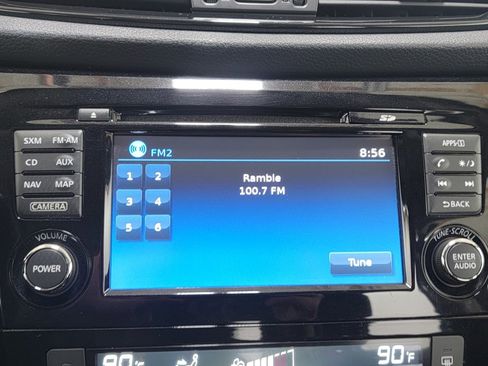 SD
SXM FM-AM
CD AUX
NAV MAP
CAMERA
VOLUME
POWER
FM2 8:56
1 2
3 4
5 6
Ramble
100.7 FM
Tune
APPS/i
BACK
TUNE-SCROLL
ENTER
AUDIO
90°F
90°F